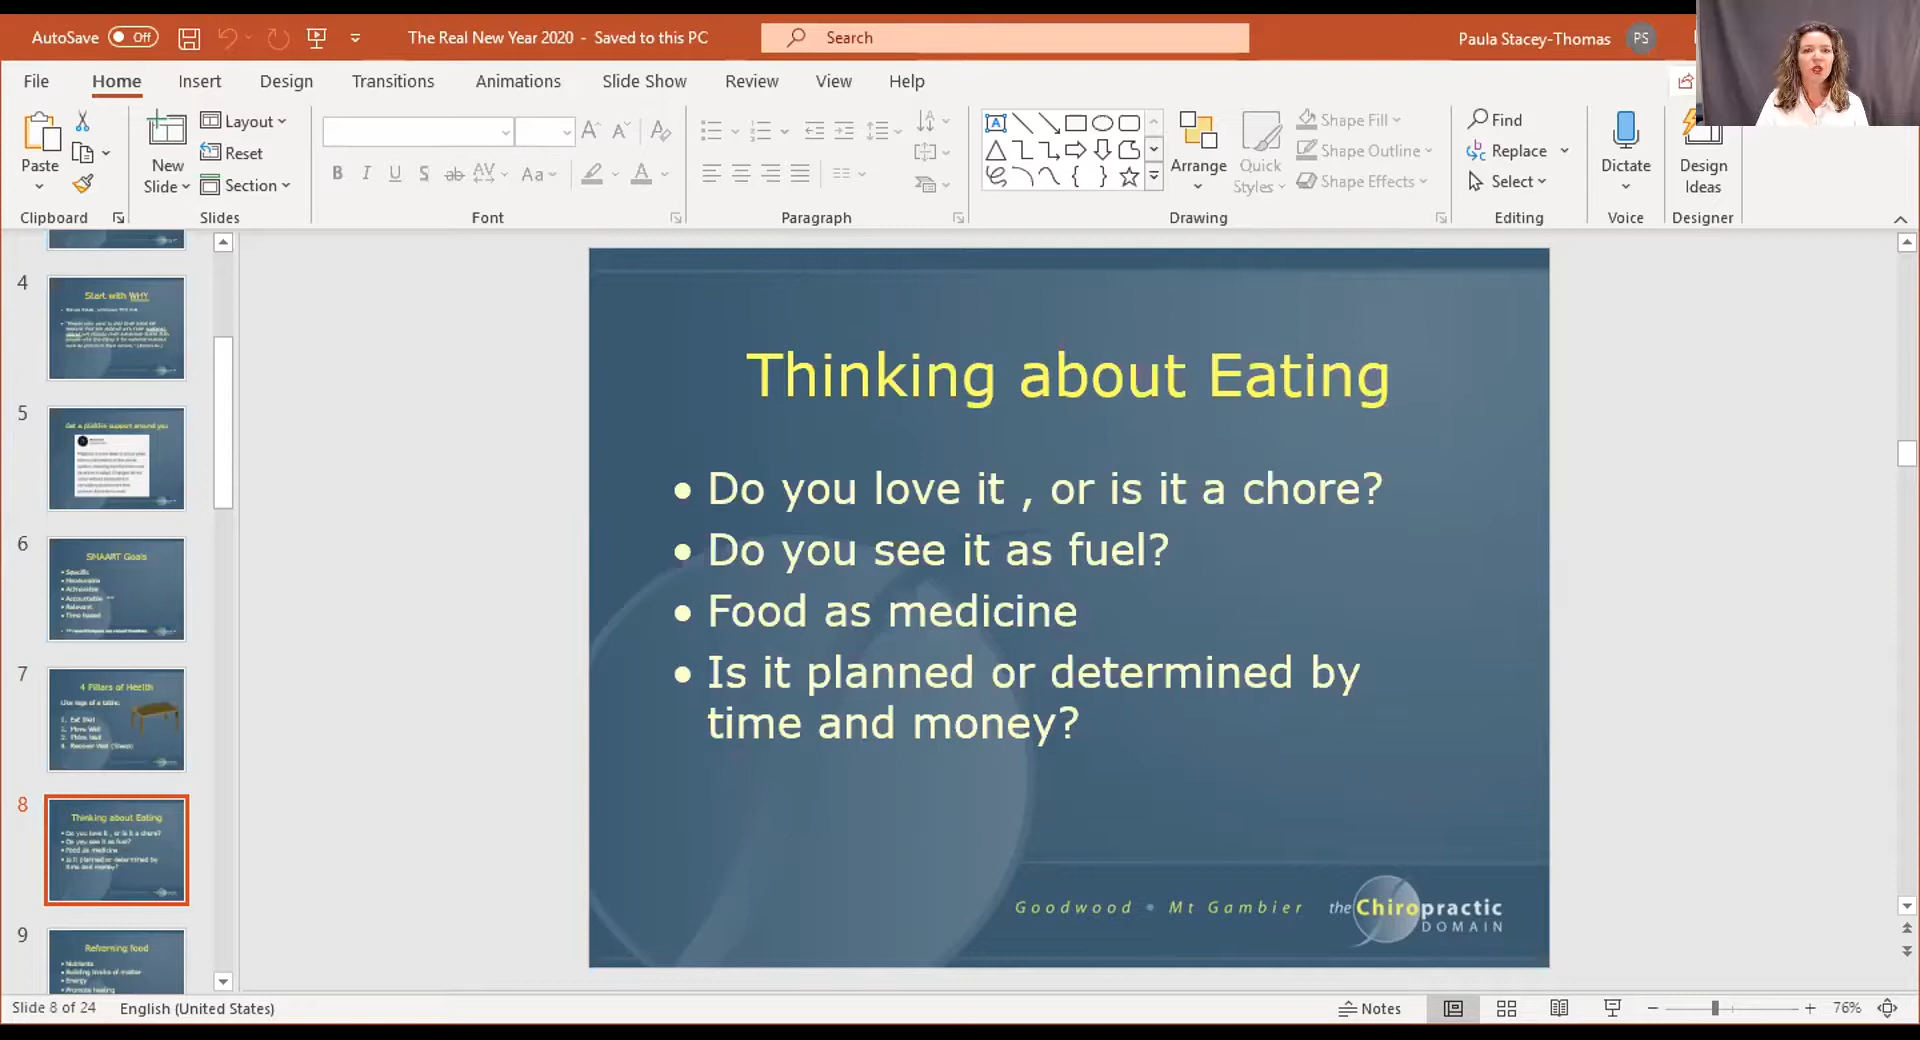 AutoSave Off The Real New Year 2020 - Saved to this PC Search Paula Stacey-Thomas PS
File Home Insert Design Transitions Animations Slide Show Review View Help
Paste
Clipboard
New Slide
Layout
Reset
Section
Slides
B I U S ab AV Aa A
Font
Paragraph
Arrange
Quick Styles
Shape Fill
Shape Outline
Shape Effects
Drawing
Find
Replace
Select
Editing
Dictate
Voice
Design Ideas
Designer
4
Start with WHY
5
Get a positive support around you
6
SMAART Goals
Specific
Measurable
Achievable
Accountable **
Relevant
Time based
7
4 Pillars of Health
Like legs of a table:
1. Eat Well
2. Move Well
3. Think Well
4. Recover Well (Sleep)
8
Thinking about Eating
• Do you love it , or is it a chore?
• Do you see it as fuel?
• Food as medicine
• Is it planned or determined by
time and money?
9
Reframing food
• Nutrients
• Building blocks of matter
• Energy
• Promote healing
Thinking about Eating
• Do you love it , or is it a chore?
• Do you see it as fuel?
• Food as medicine
• Is it planned or determined by
time and money?
Goodwood • Mt Gambier the Chiropractic
DOMAIN
Slide 8 of 24 English (United States) Notes 76%